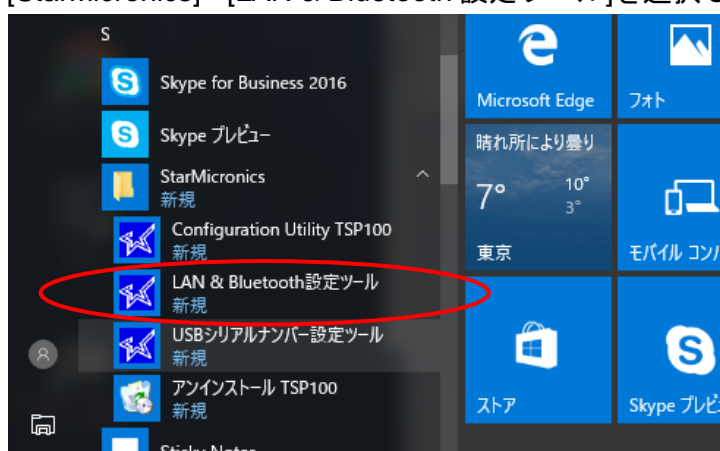 S
Skype for Business 2016
Skype プレビュー
StarMicronics
新規
Configuration Utility TSP100
新規
LAN & Bluetooth設定ツール
新規
USBシリアルナンバー設定ツール
新規
アンインストール TSP100
新規
Microsoft Edge
フォト
晴れ所により曇り
7°
10°
3°
東京
モバイル コン
ストア
Skype プレビ